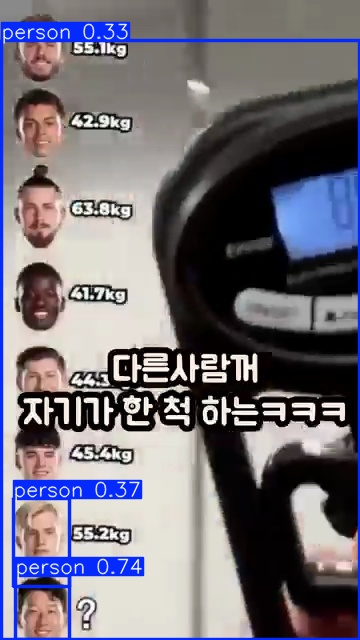 person 0.33
55.1kg
42.9kg
63.8kg
41.7kg
다른사람꺼
자기가 한 척 하는ㅋㅋㅋ
45.4kg
person 0.37
55.2kg
person 0.74
?